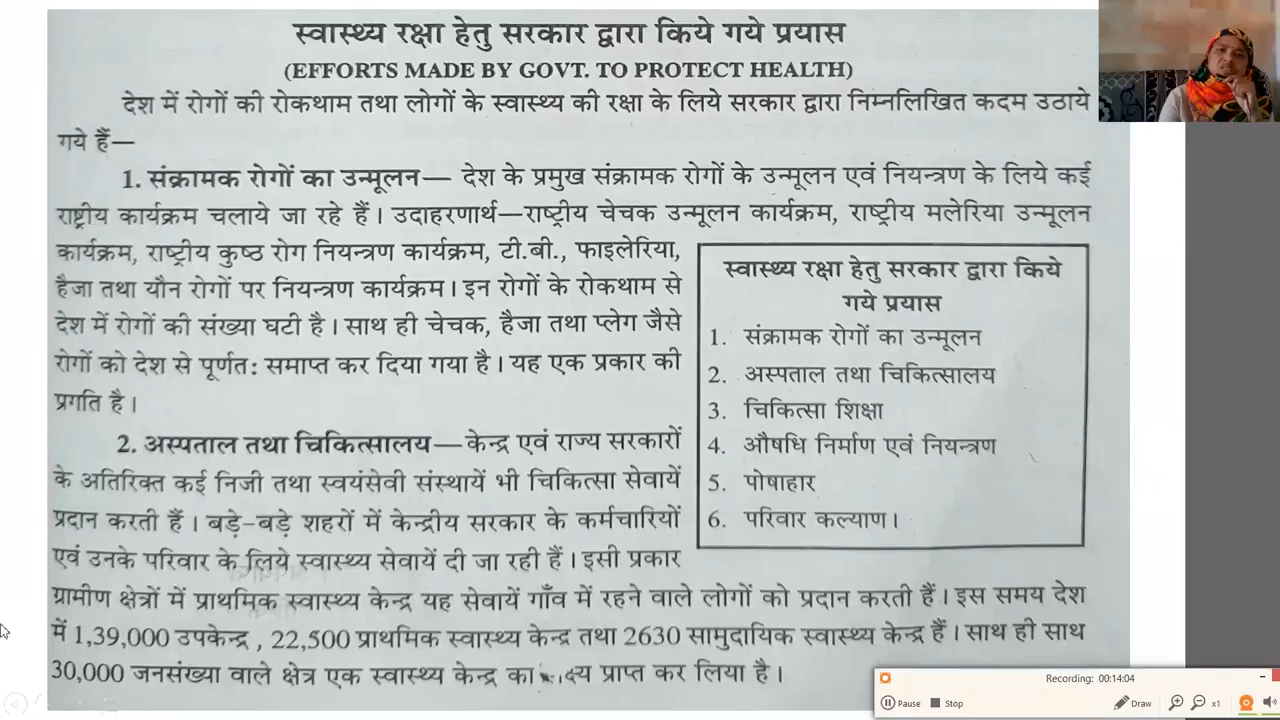 स्वास्थ्य रक्षा हेतु सरकार द्वारा किये गये प्रयास
(EFFORTS MADE BY GOVT. TO PROTECT HEALTH)
देश में रोगों की रोकथाम तथा लोगों के स्वास्थ्य की रक्षा के लिये सरकार द्वारा निम्नलिखित कदम उठाये
गये हैं—
1. संक्रामक रोगों का उन्मूलन— देश के प्रमुख संक्रामक रोगों के उन्मूलन एवं नियन्त्रण के लिये कई
राष्ट्रीय कार्यक्रम चलाये जा रहे हैं। उदाहरणार्थ—राष्ट्रीय चेचक उन्मूलन कार्यक्रम, राष्ट्रीय मलेरिया उन्मूलन
कार्यक्रम, राष्ट्रीय कुष्ठ रोग नियन्त्रण कार्यक्रम, टी.बी., फाइलेरिया,
हैजा तथा यौन रोगों पर नियन्त्रण कार्यक्रम। इन रोगों के रोकथाम से
देश में रोगों की संख्या घटी है। साथ ही चेचक, हैजा तथा प्लेग जैसे
रोगों को देश से पूर्णत: समाप्त कर दिया गया है। यह एक प्रकार की
प्रगति है।
2. अस्पताल तथा चिकित्सालय—केन्द्र एवं राज्य सरकारों
के अतिरिक्त कई निजी तथा स्वयंसेवी संस्थायें भी चिकित्सा सेवायें
प्रदान करती हैं। बड़े-बड़े शहरों में केन्द्रीय सरकार के कर्मचारियों
एवं उनके परिवार के लिये स्वास्थ्य सेवायें दी जा रही हैं। इसी प्रकार
ग्रामीण क्षेत्रों में प्राथमिक स्वास्थ्य केन्द्र यह सेवायें गाँव में रहने वाले लोगों को प्रदान करती हैं। इस समय देश
में 1,39,000 उपकेन्द्र, 22,500 प्राथमिक स्वास्थ्य केन्द्र तथा 2630 सामुदायिक स्वास्थ्य केन्द्र हैं। साथ ही साथ
30,000 जनसंख्या वाले क्षेत्र एक स्वास्थ्य केन्द्र का प्राप्त कर लिया है।
स्वास्थ्य रक्षा हेतु सरकार द्वारा किये
गये प्रयास
1. संक्रामक रोगों का उन्मूलन
2. अस्पताल तथा चिकित्सालय
3. चिकित्सा शिक्षा
4. औषधि निर्माण एवं नियन्त्रण
5. पोषाहार
6. परिवार कल्याण।
Recording: 00:14:04
Pause Stop Draw x1